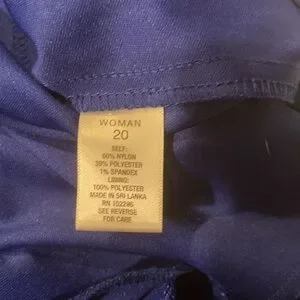 WOMAN
20
SELF:
60% NYLON
39% POLYESTER
1% SPANDEX
LINING:
100% POLYESTER
MADE IN SRI LANKA
RN 102296
SEE REVERSE
FOR CARE